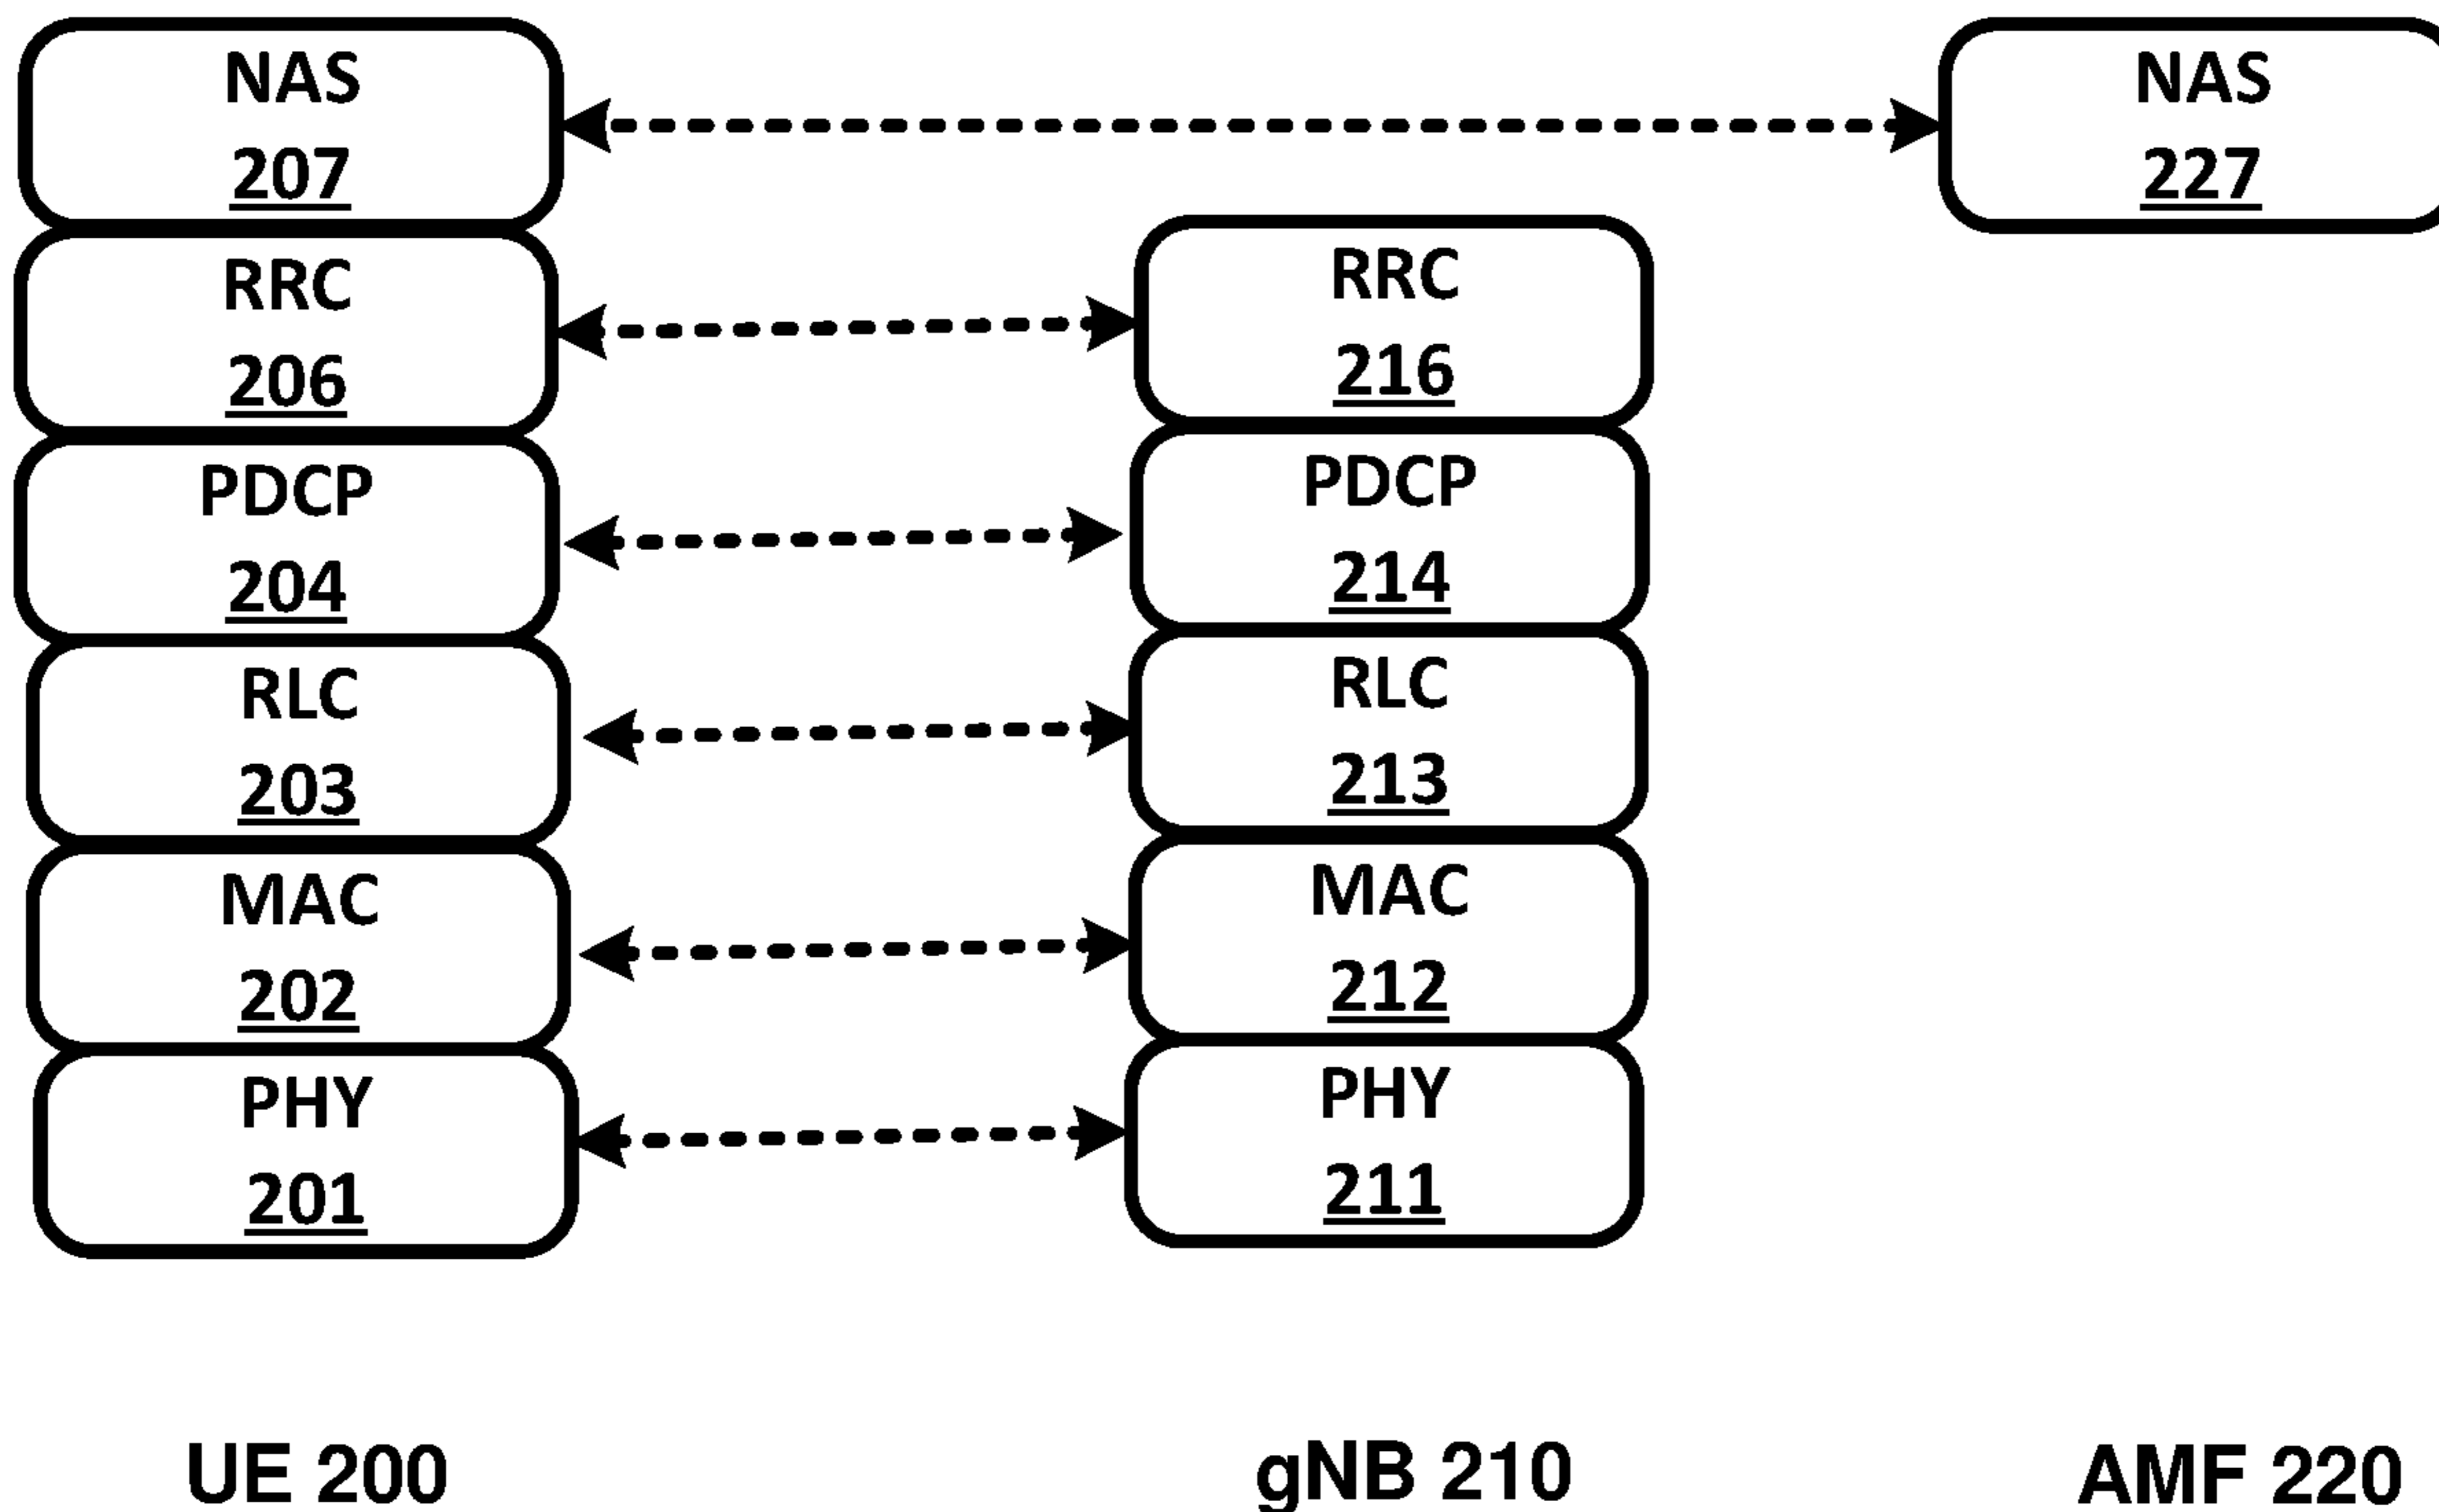 NAS
207
NAS
227
RRC
206
RRC
216
PDCP
204
PDCP
214
RLC
203
RLC
213
MAC
202
MAC
212
PHY
201
PHY
211
UE 200
gNB 210
AMF 220